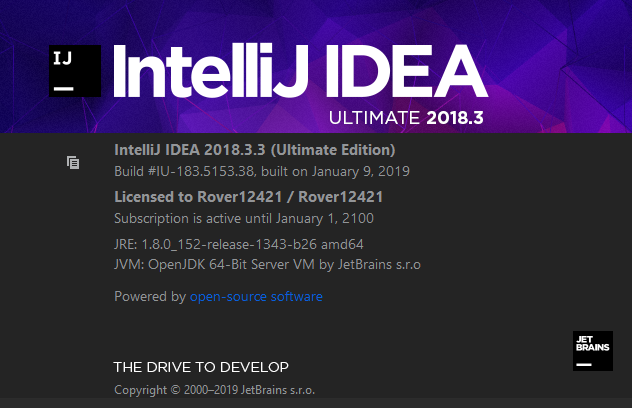 IJ
IntelliJ IDEA
ULTIMATE 2018.3
IntelliJ IDEA 2018.3.3 (Ultimate Edition)
Build #IU-183.5153.38, built on January 9, 2019
Licensed to Rover12421 / Rover12421
Subscription is active until January 1, 2100
JRE: 1.8.0_152-release-1343-b26 amd64
JVM: OpenJDK 64-Bit Server VM by JetBrains s.r.o
Powered by open-source software
JET
BRAINS
THE DRIVE TO DEVELOP
Copyright © 2000–2019 JetBrains s.r.o.